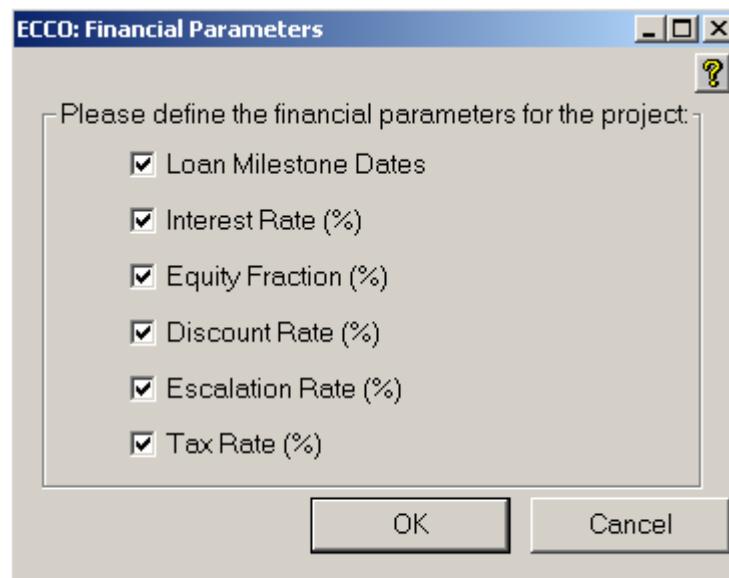 ECCO: Financial Parameters
?
Please define the financial parameters for the project:
Loan Milestone Dates
Interest Rate (%)
Equity Fraction (%)
Discount Rate (%)
Escalation Rate (%)
Tax Rate (%)
OK Cancel